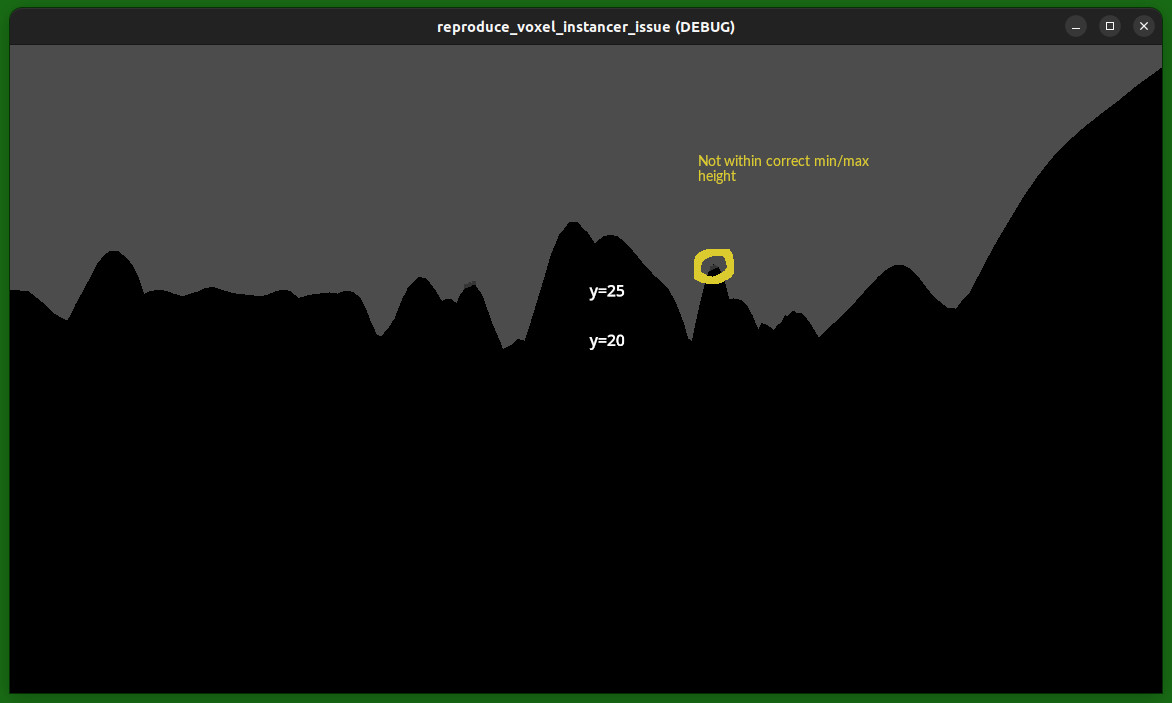 reproduce_voxel_instancer_issue (DEBUG)
Not within correct min/max
height
y=25
y=20